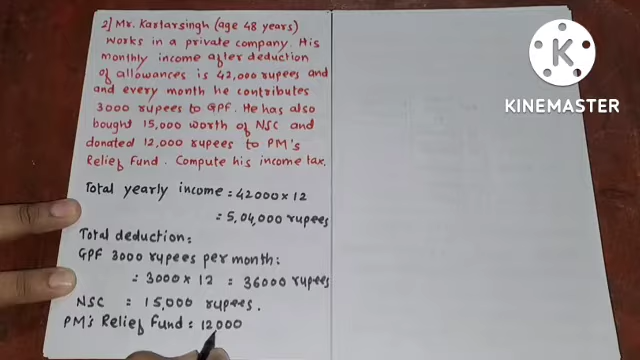 2] Mr. Kartarsingh (age 48 years)
works in a private company. His
monthly income after deduction
of allowances is 42,000 rupees and
and every month he contributes
3000 rupees to GPF. He has also
bought 15,000 worth of NSC and
donated 12,000 rupees to PM's
Relief Fund. Compute his income tax.
Total yearly income = 42000 × 12
= 5,04,000 rupees
Total deduction:
GPF 3000 rupees per month:
= 3000 × 12 = 36000 rupees
NSC = 15,000 rupees.
PM's Relief Fund = 12000
K
KINEMASTER